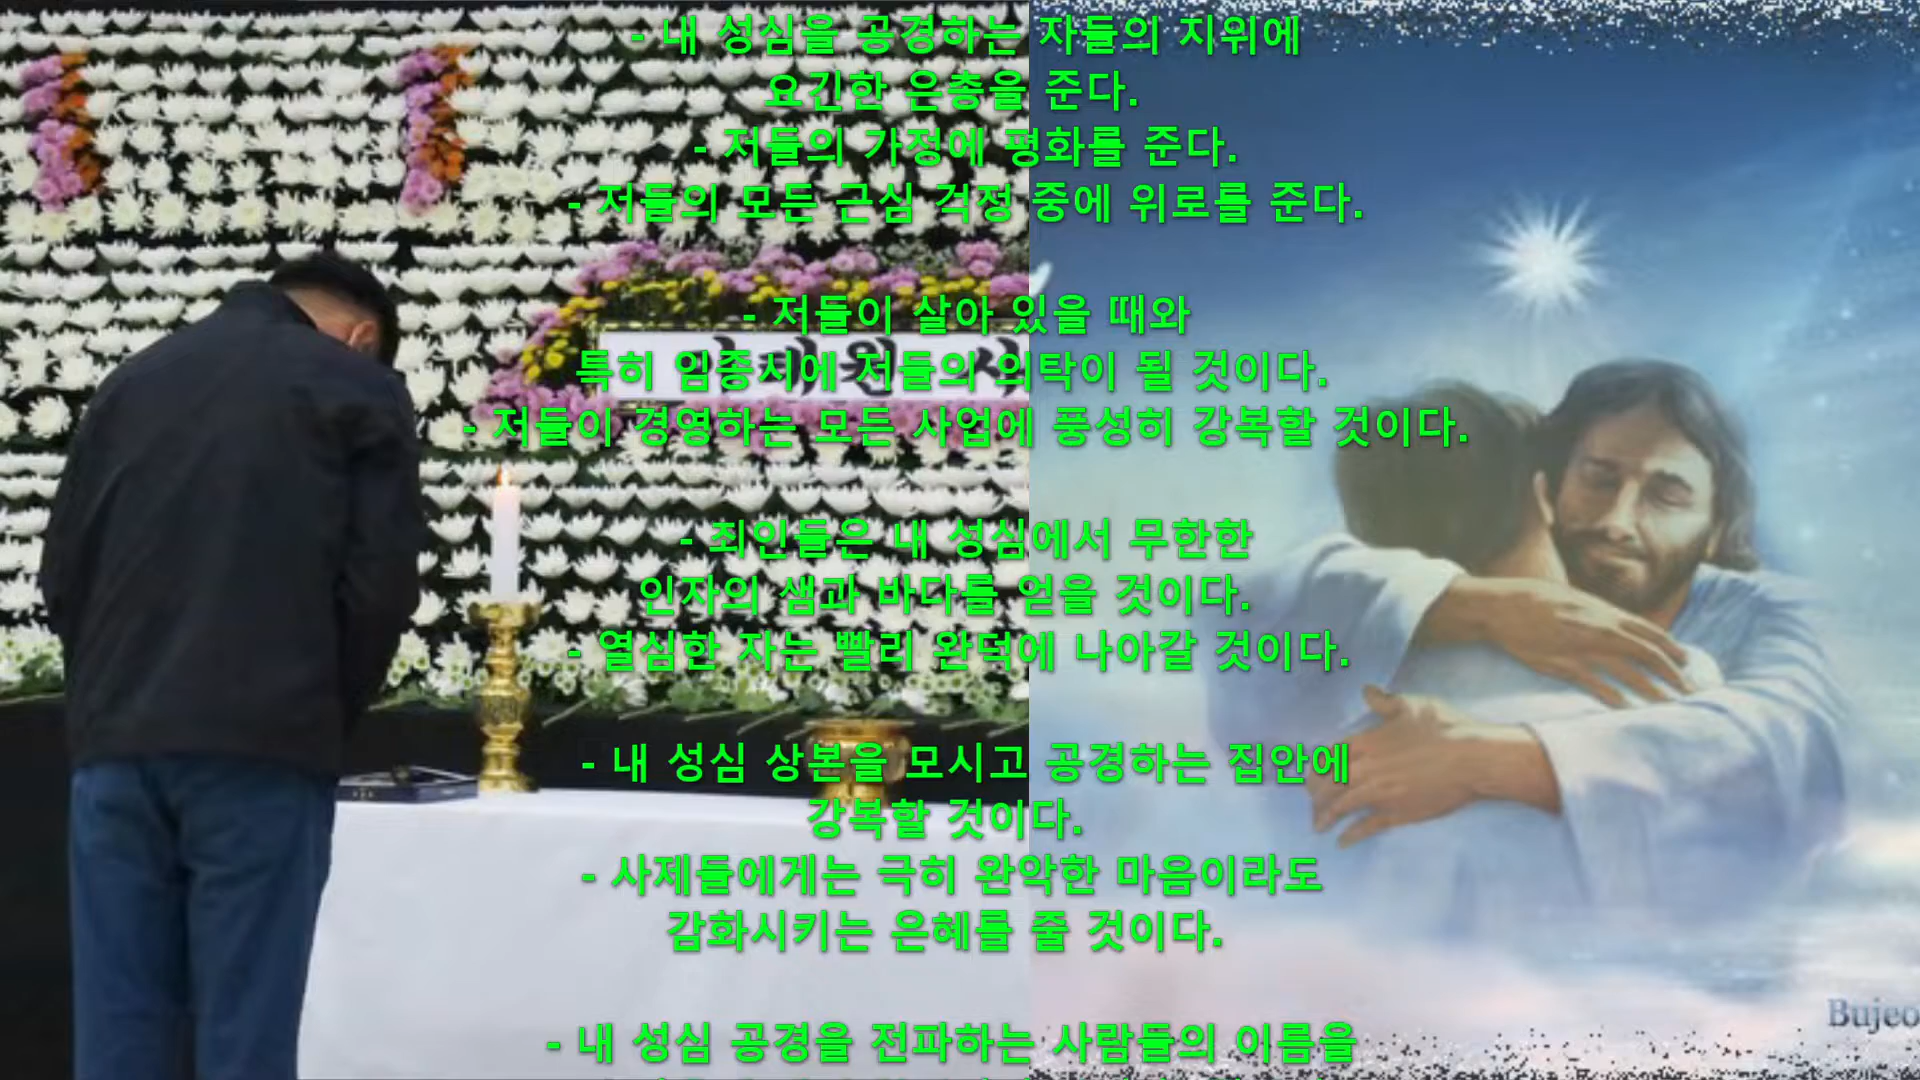 - 내 성심을 공경하는 자들의 지위에
요긴한 은총을 준다.
- 저들의 가정에 평화를 준다.
- 저들의 모든 근심 걱정 중에 위로를 준다.
- 저들이 살아 있을 때와
특히 임종시에 저들의 의탁이 될 것이다.
- 저들이 경영하는 모든 사업에 풍성히 강복할 것이다.
- 죄인들은 내 성심에서 무한한
인자의 샘과 바다를 얻을 것이다.
- 열심한 자는 빨리 완덕에 나아갈 것이다.
- 내 성심 상본을 모시고 공경하는 집안에
강복할 것이다.
- 사제들에게는 극히 완악한 마음이라도
감화시키는 은혜를 줄 것이다.
Bujeo
- 내 성심 공경을 전파하는 사람들의 이름을